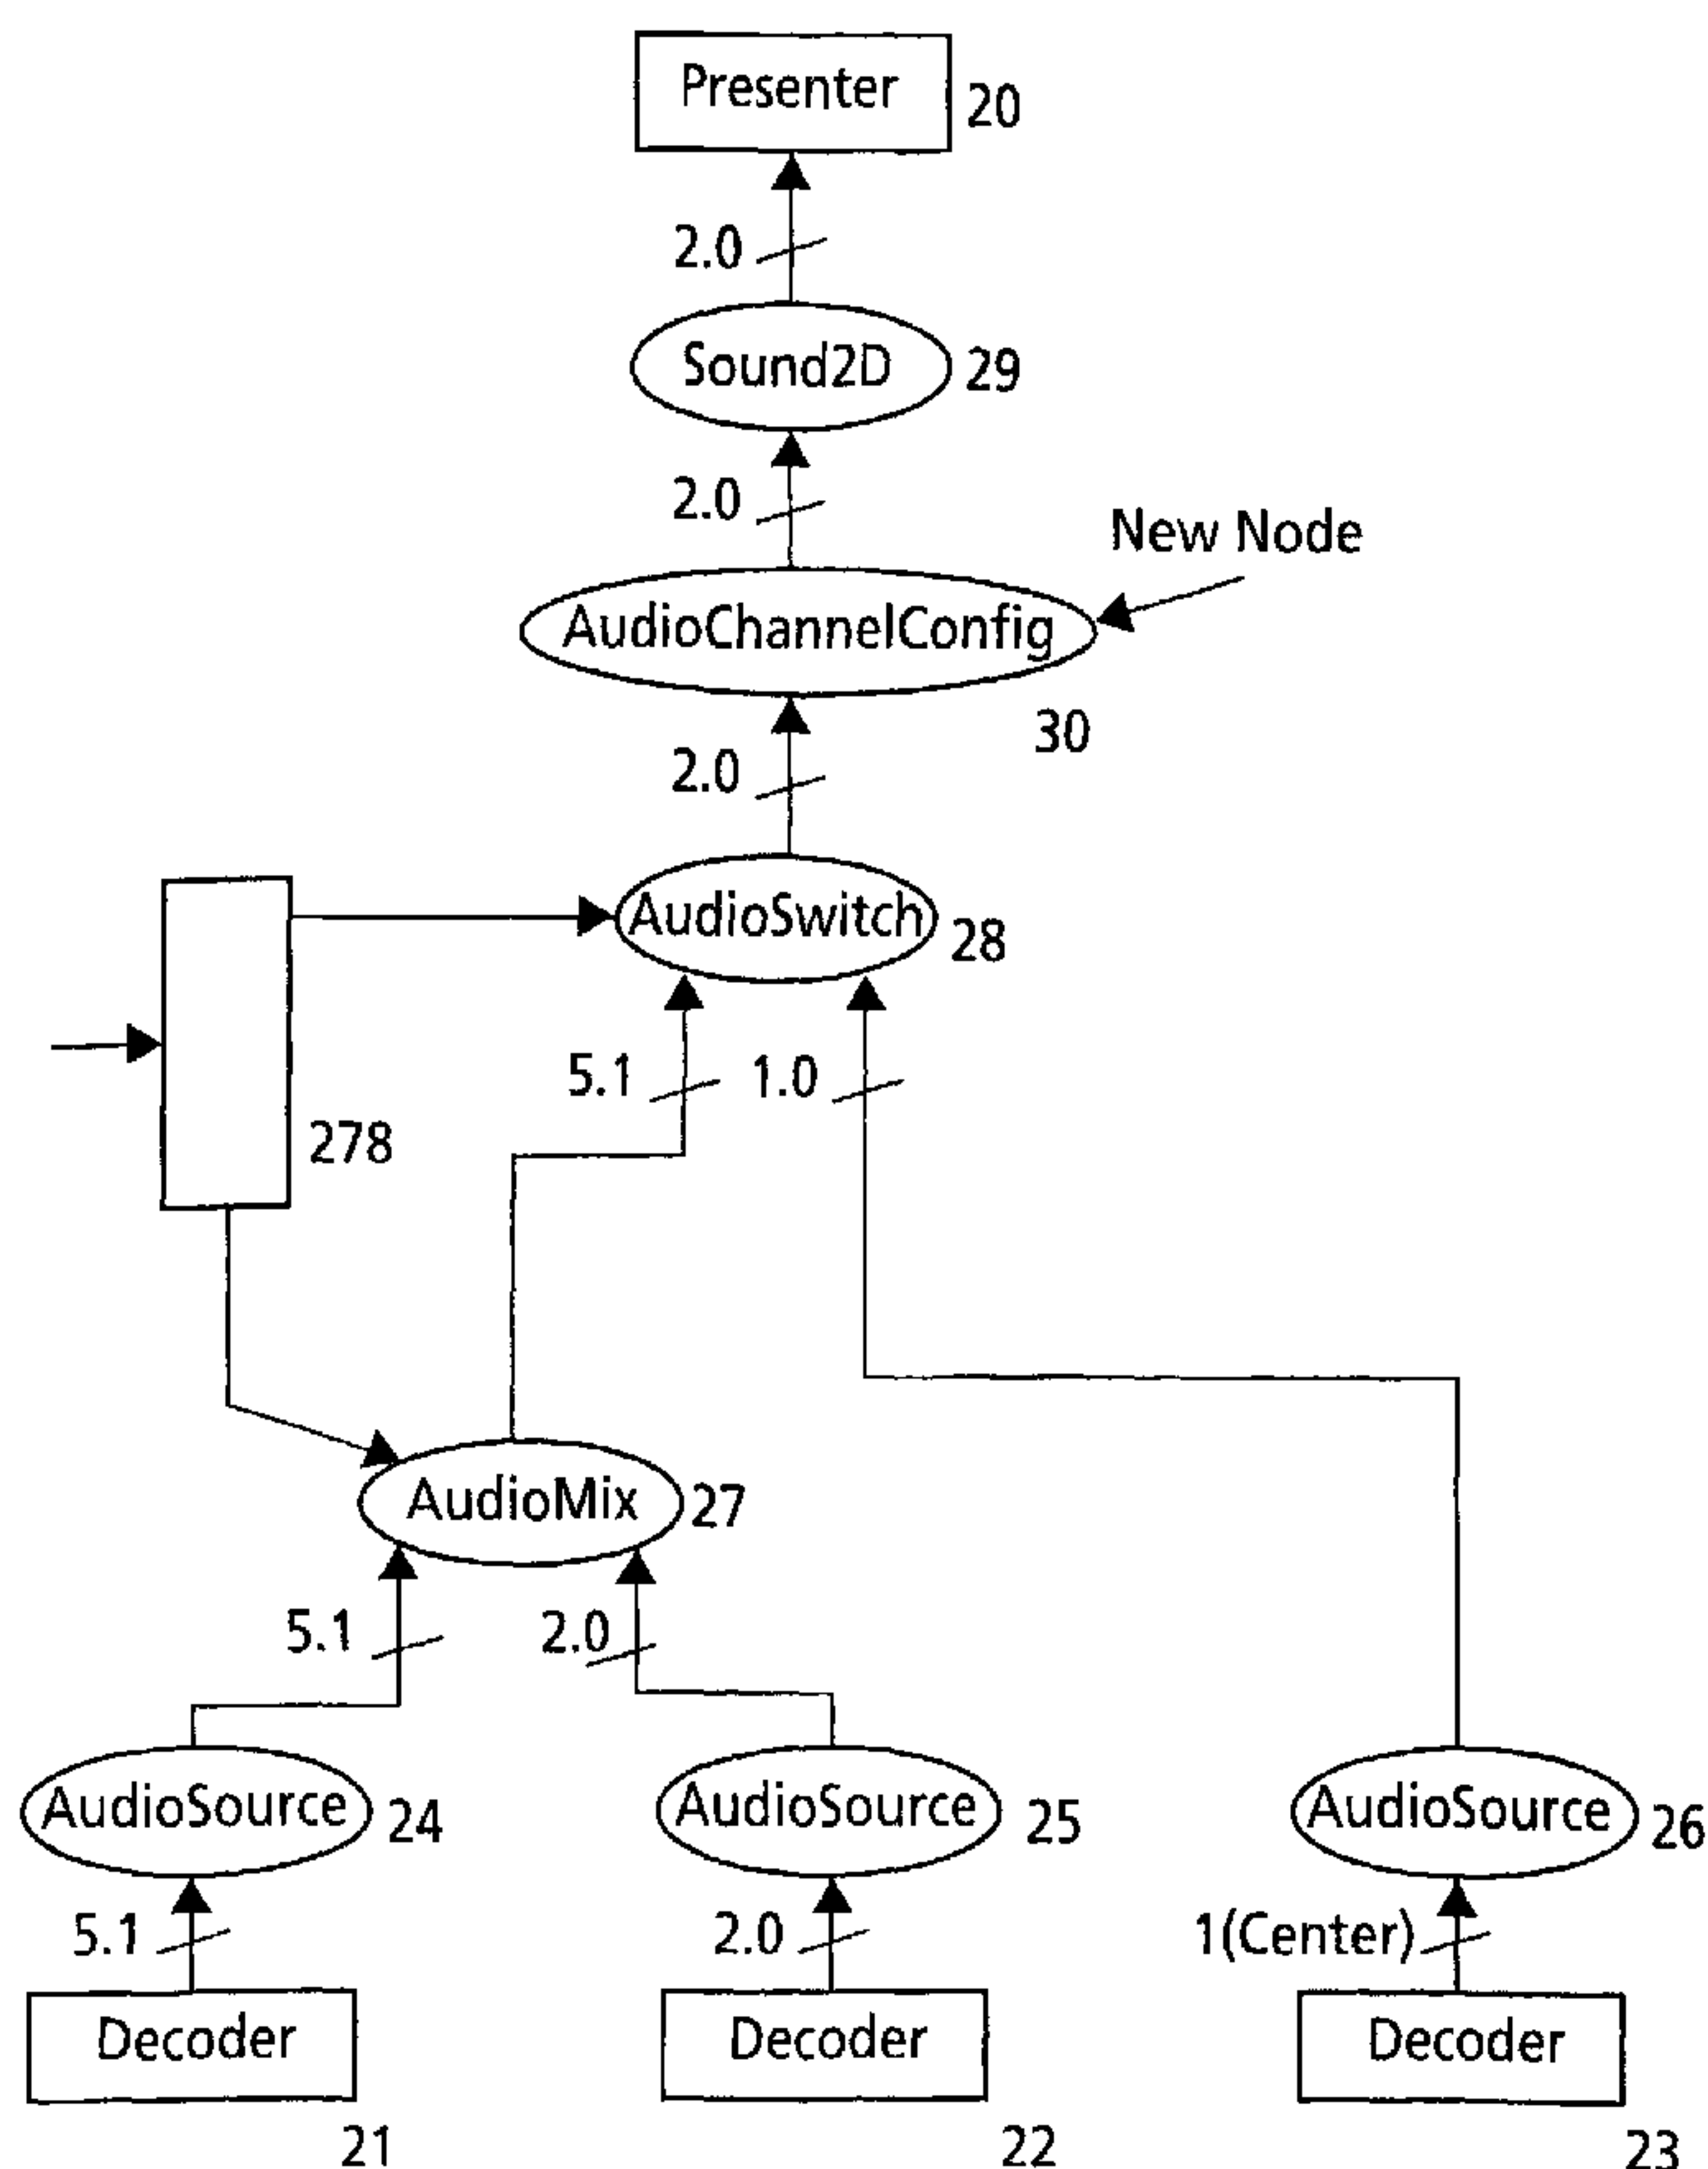 Presenter
20
2.0
Sound2D
29
2.0
New Node
AudioChannelConfig
30
2.0
AudioSwitch
28
5.1
1.0
278
AudioMix
27
5.1
2.0
AudioSource
24
AudioSource
25
AudioSource
26
5.1
2.0
1(Center)
Decoder
Decoder
Decoder
21
22
23